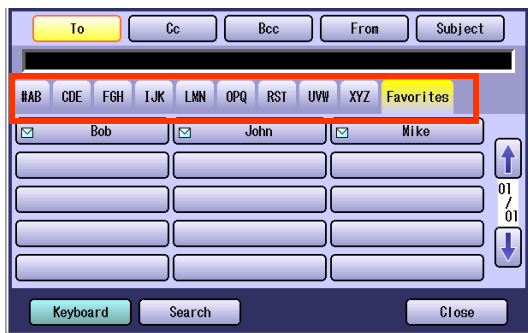 To Cc Bcc From Subject
#AB CDE FGH IJK LMN OPQ RST UVW XYZ Favorites
Bob John Mike
01
/
01
Keyboard Search Close